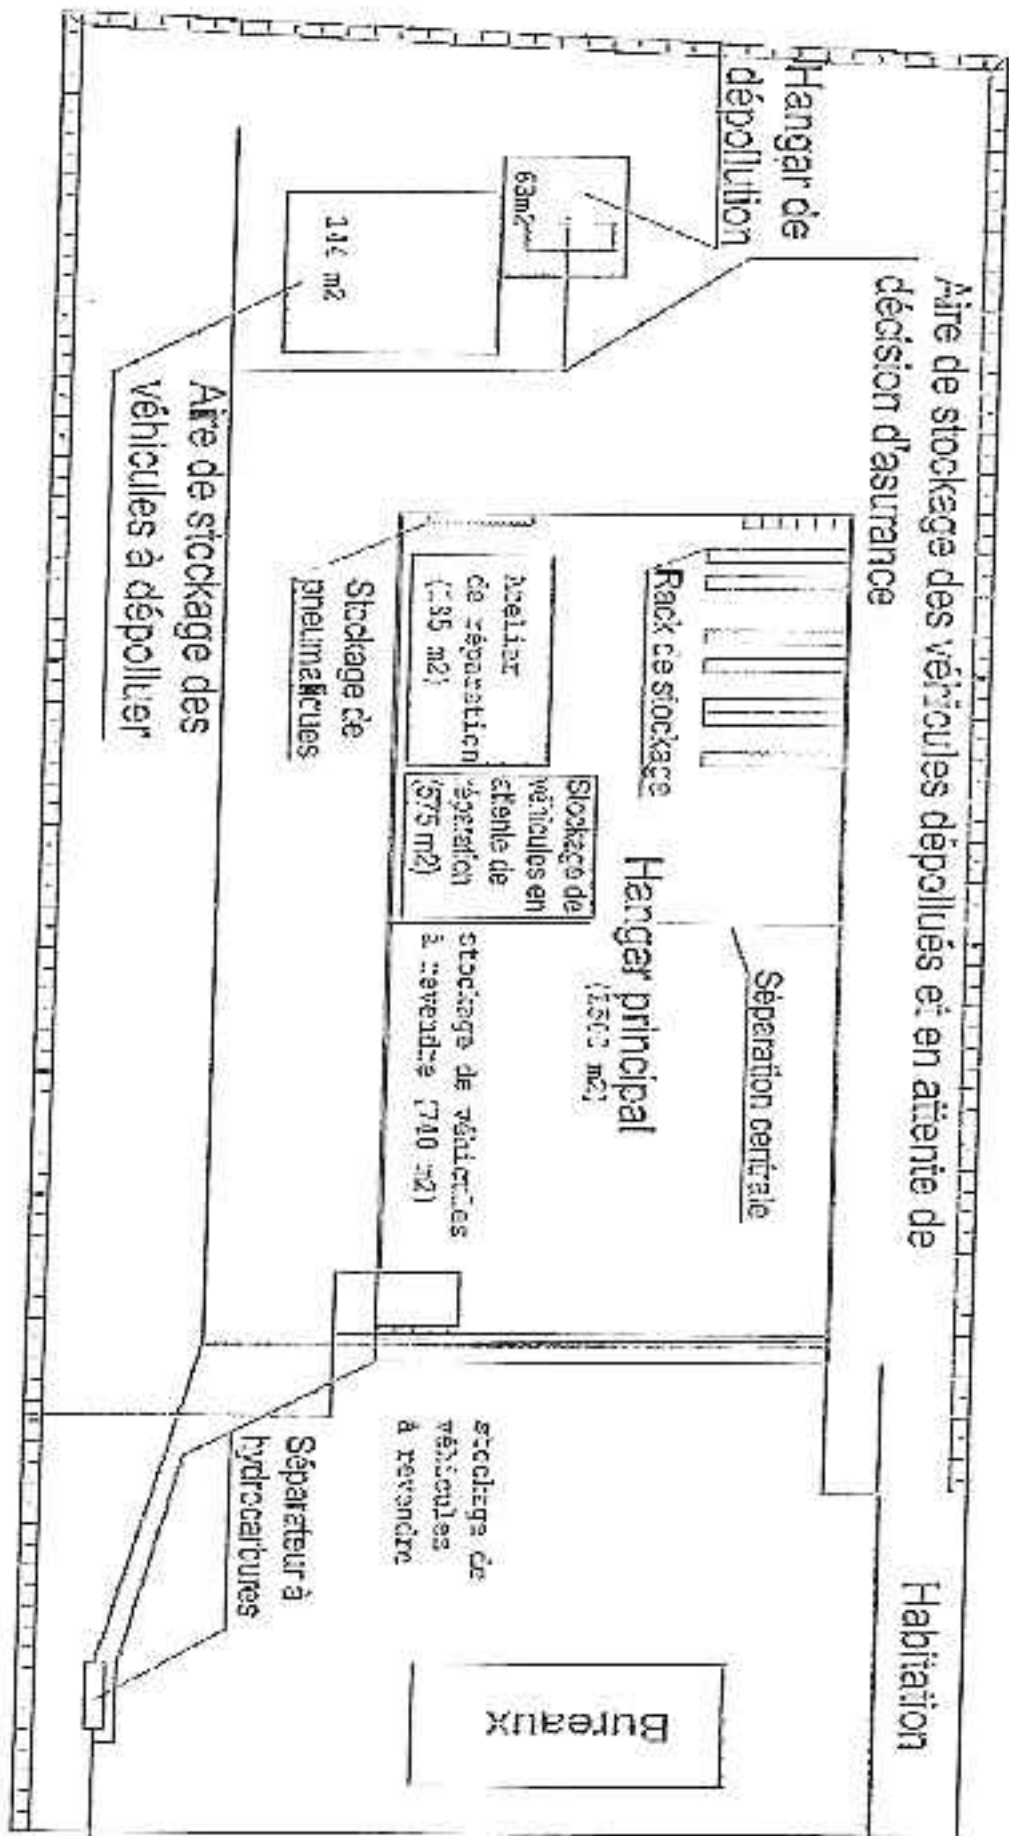 Aire de stockage des véhicules dépollués et en attente de
décision d'asurance
Hangar de
dépollution
63m2
144 m2
Aire de stockage des
véhicules à dépolluer
Rack de stockage
Atelier
de réparation
m2)
Stockage de
pneumatiques
Stockage de
véhicules en
attente de
réparation
(575 m2)
Hanger principal
m2)
Séparation centrale
stockage de véhicules
à revendre (740 m2)
stockage de
véhicules
à revendre
Séparateur à
hydrocarbures
Habitation
Bureaux